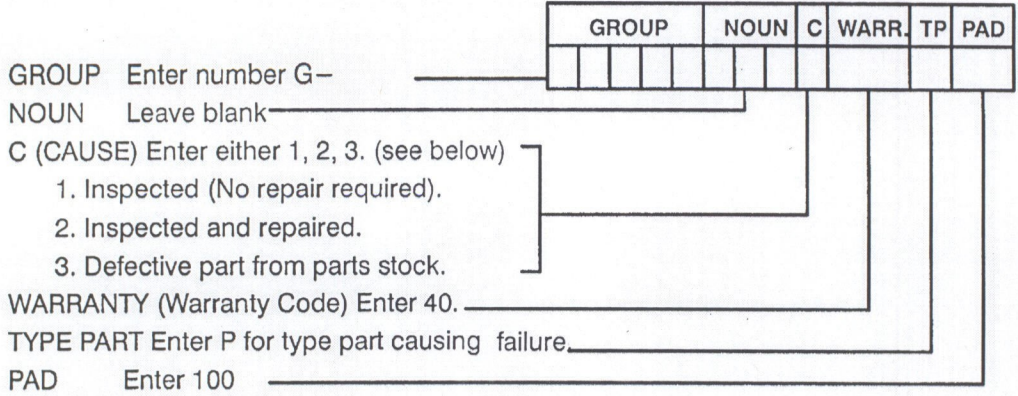 GROUP NOUN C WARR. TP PAD
GROUP Enter number G–
NOUN Leave blank
C (CAUSE) Enter either 1, 2, 3. (see below)
1. Inspected (No repair required).
2. Inspected and repaired.
3. Defective part from parts stock.
WARRANTY (Warranty Code) Enter 40.
TYPE PART Enter P for type part causing failure.
PAD Enter 100